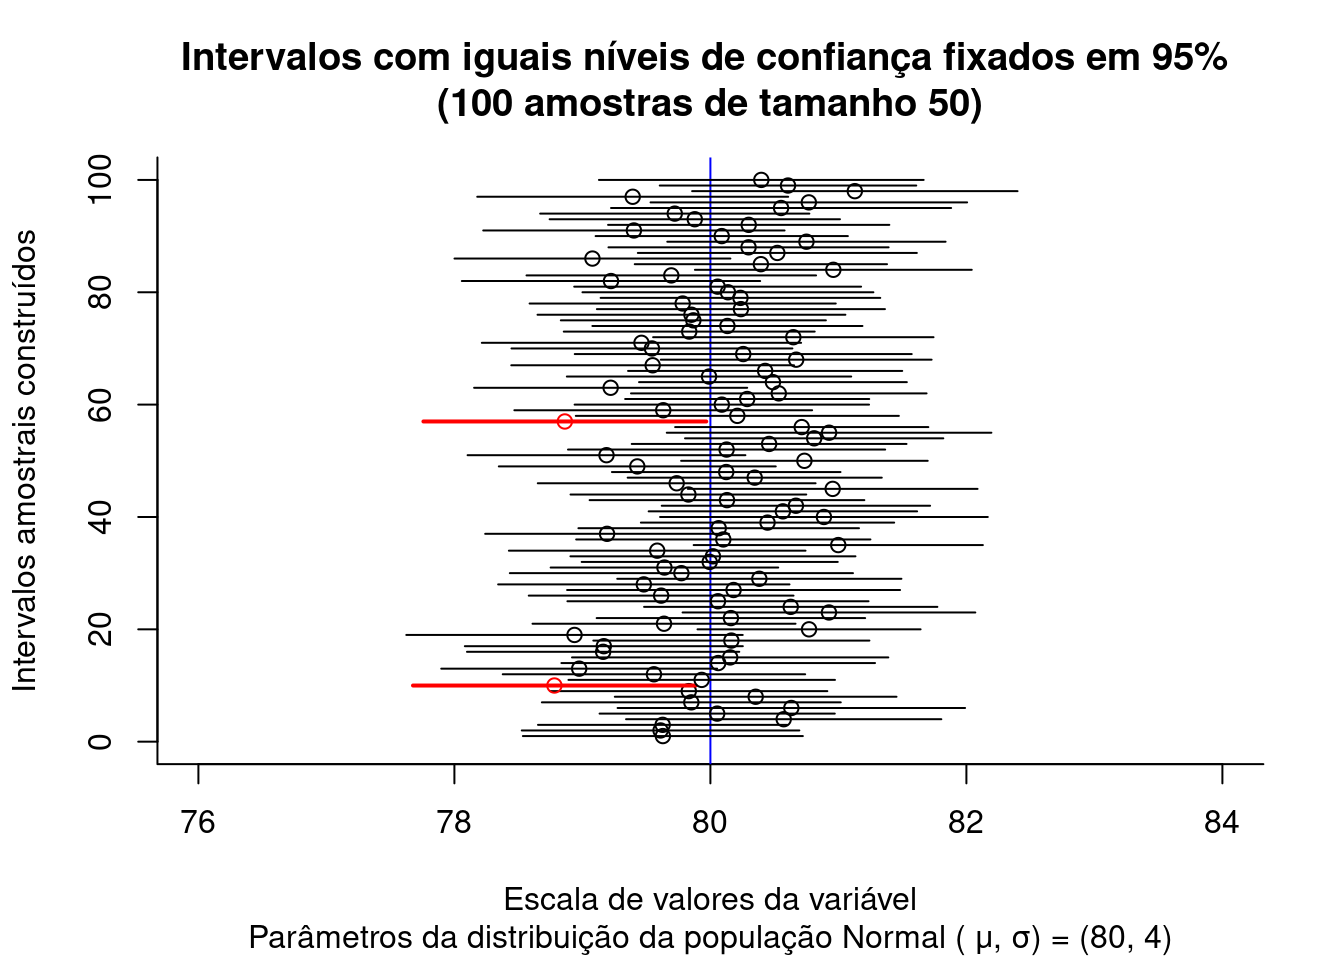 Intervalos com iguais níveis de confiança fixados em 95%
(100 amostras de tamanho 50)
Intervalos amostrais construídos
100
80
60
40
20
0
76 78 80 82 84
Escala de valores da variável
Parâmetros da distribuição da população Normal ( μ, σ) = (80, 4)